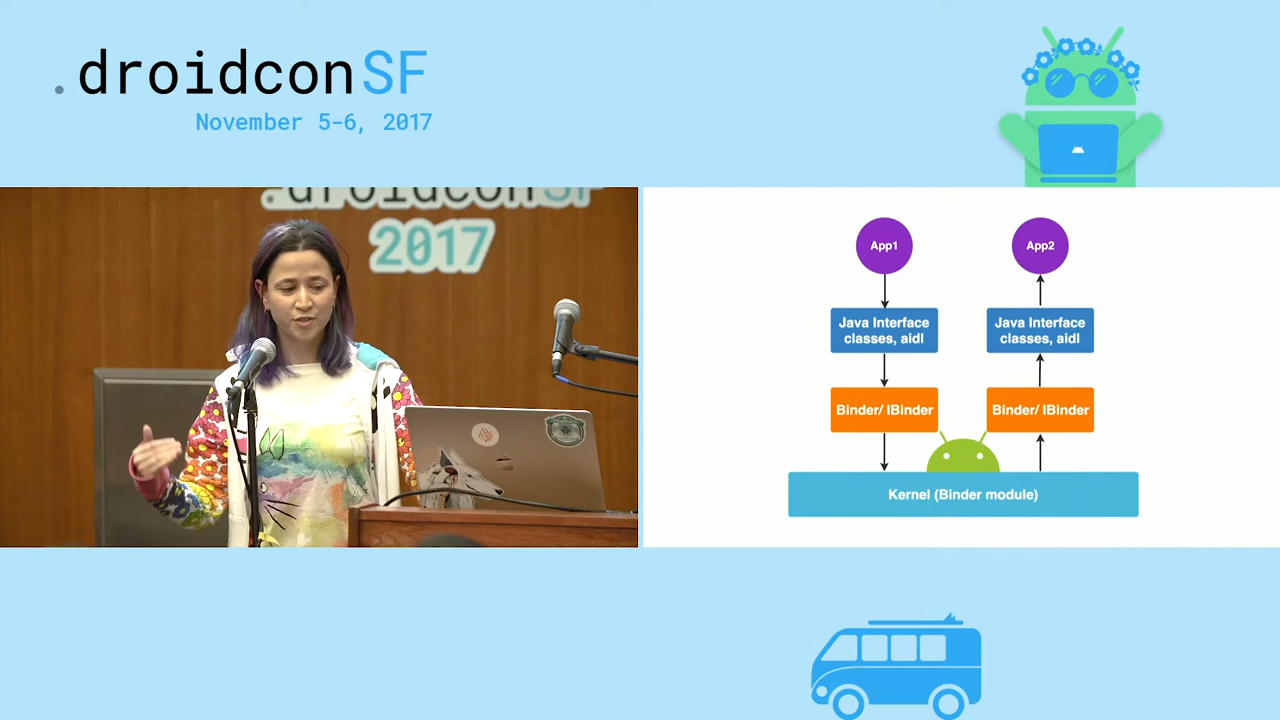 .droidconSF
November 5-6, 2017
.droidconSF
2017
App1
App2
Java Interface
classes, aidl
Java Interface
classes, aidl
Binder/ IBinder
Binder/ IBinder
Kernel (Binder module)